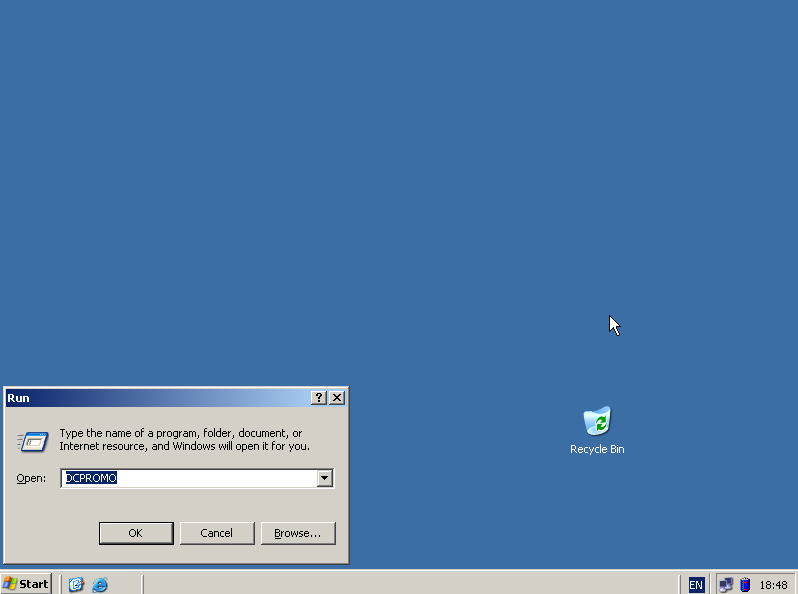 Run
Type the name of a program, folder, document, or
Internet resource, and Windows will open it for you.
Open: DCPROMO
OK Cancel Browse...
Recycle Bin
Start EN 18:48